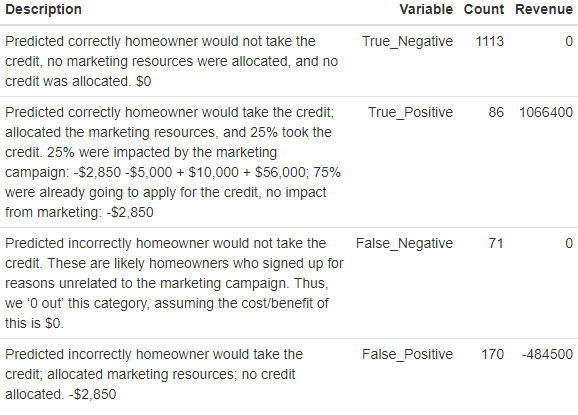 Description Variable Count Revenue
Predicted correctly homeowner would not take the True_Negative 1113 0
credit, no marketing resources were allocated, and no
credit was allocated. $0
Predicted correctly homeowner would take the credit; True_Positive 86 1066400
allocated the marketing resources, and 25% took the
credit. 25% were impacted by the marketing
campaign: -$2,850 -$5,000 + $10,000 + $56,000; 75%
were already going to apply for the credit, no impact
from marketing: -$2,850
Predicted incorrectly homeowner would not take the False_Negative 71 0
credit. These are likely homeowners who signed up for
reasons unrelated to the marketing campaign. Thus,
we ‘0 out’ this category, assuming the cost/benefit of
this is $0.
Predicted incorrectly homeowner would take the False_Positive 170 -484500
credit; allocated marketing resources; no credit
allocated. -$2,850